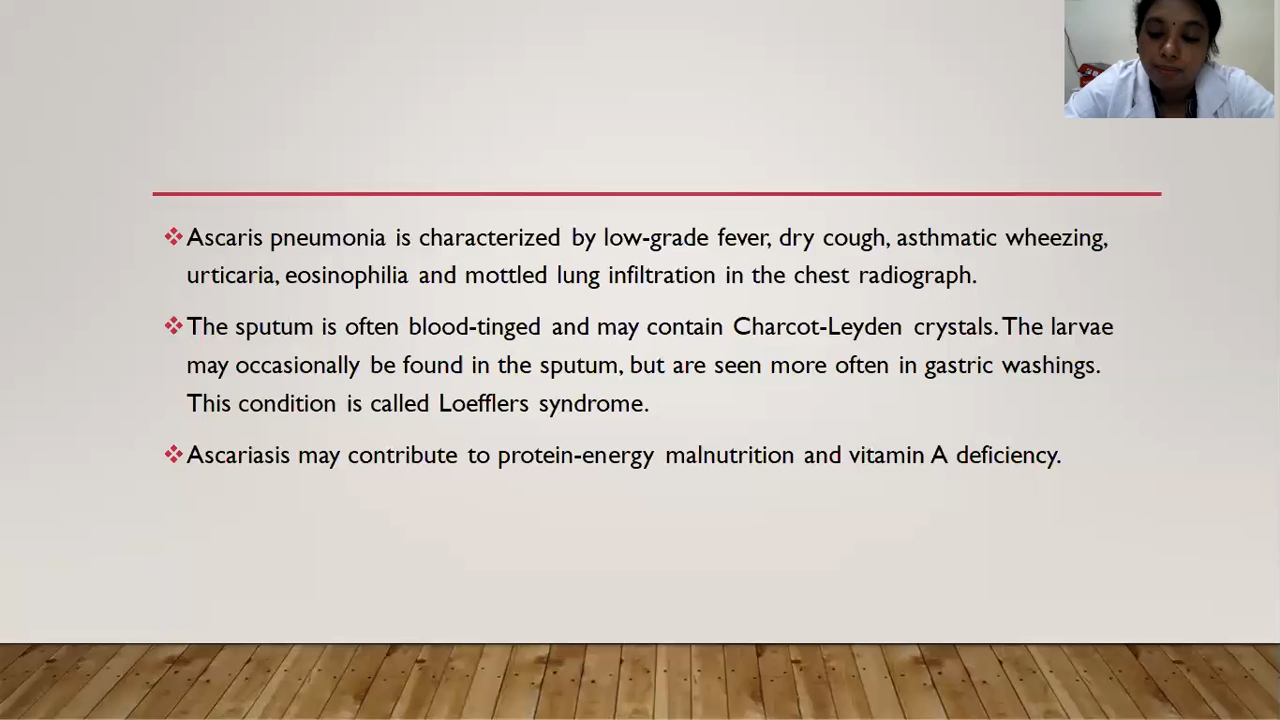 Ascaris pneumonia is characterized by low-grade fever, dry cough, asthmatic wheezing,
urticaria, eosinophilia and mottled lung infiltration in the chest radiograph.
The sputum is often blood-tinged and may contain Charcot-Leyden crystals. The larvae
may occasionally be found in the sputum, but are seen more often in gastric washings.
This condition is called Loefflers syndrome.
Ascariasis may contribute to protein-energy malnutrition and vitamin A deficiency.